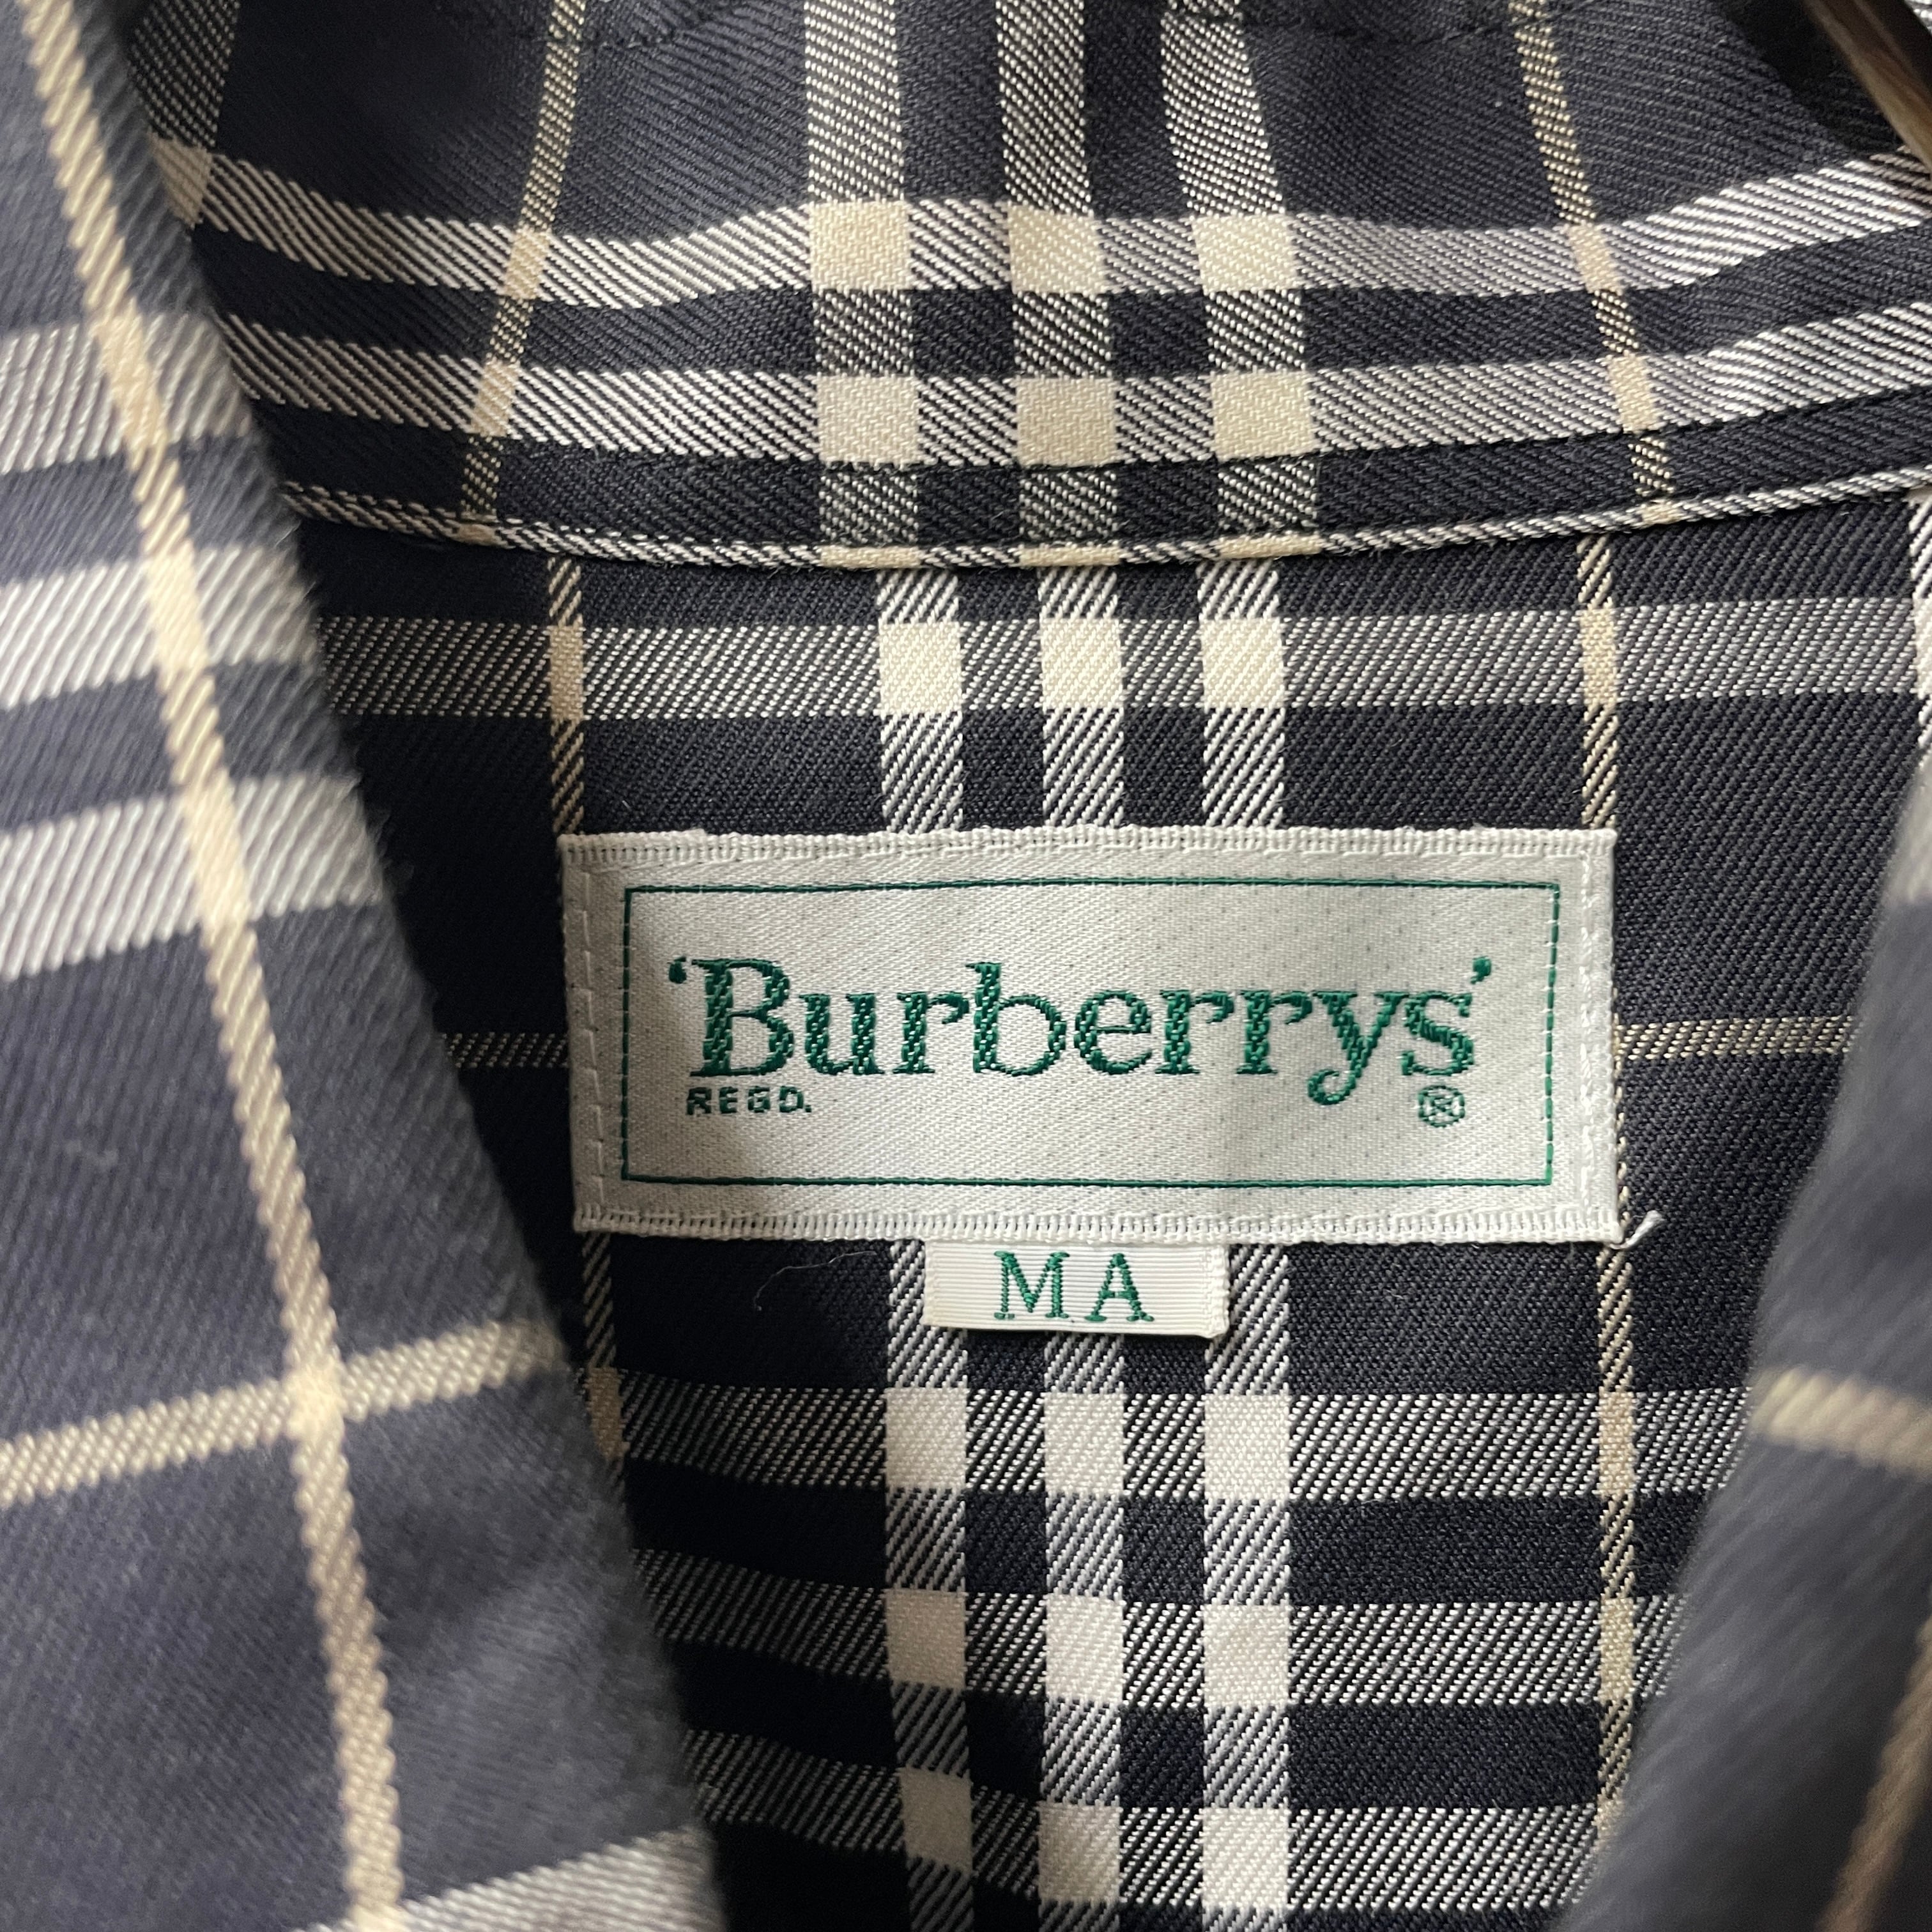 ‘Burberrys’
REGD. ®
MA